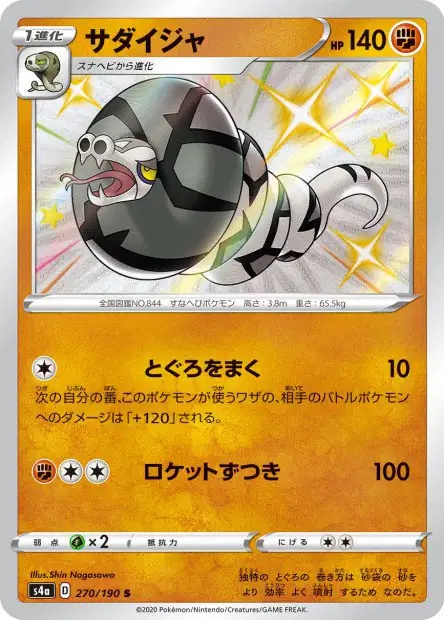 1進化
サダイジャ
HP 140
スナヘビから進化
全国図鑑NO.844 すなへびポケモン 高さ:3.8m 重さ:65.5kg
とぐろをまく 10
次の自分の番、このポケモンが使うワザの、相手のバトルポケモン
へのダメージは「+120」される。
ロケットずつき 100
弱点 ×2 抵抗力 にげる
Illus.Shin Nagasawa
s4a D 270/190 S
独特の とぐろの 巻き方は 砂袋の 砂を
より 効率 よく 噴射 する ため なのだ。
©2020 Pokémon/Nintendo/Creatures/GAME FREAK.